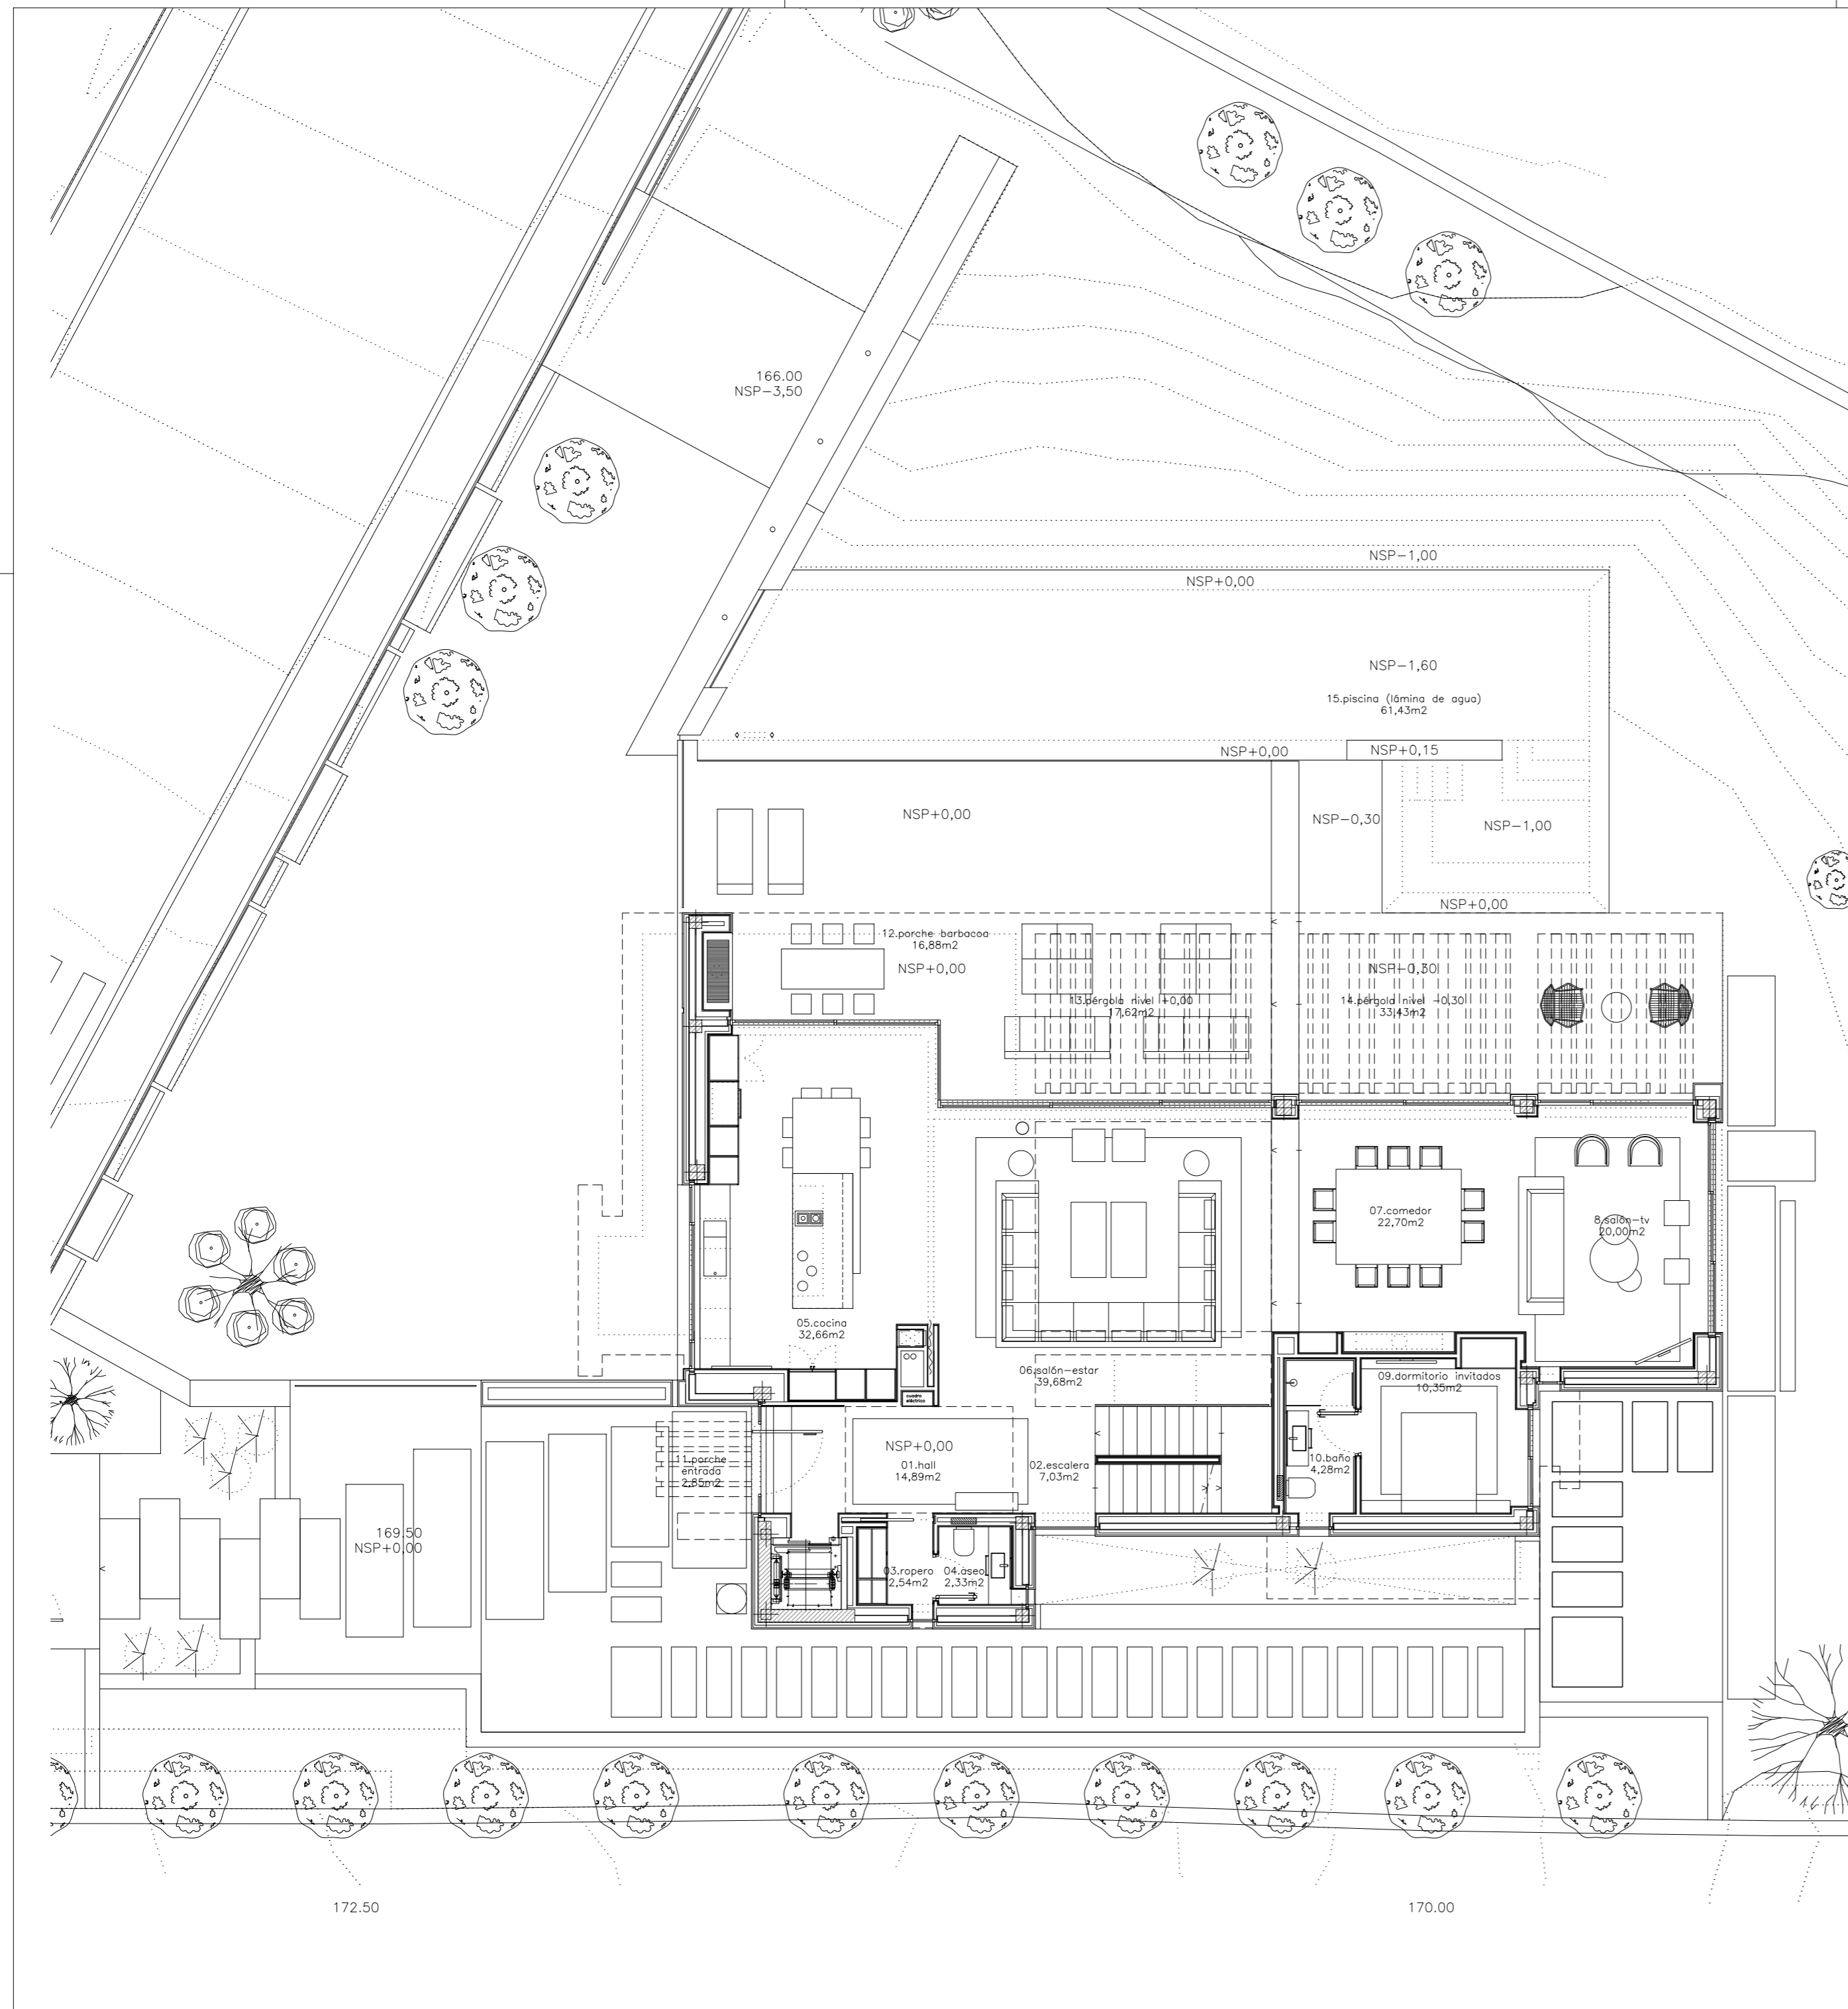 166.00
NSP-3,50
NSP-1,00
NSP+0,00
NSP-1,60
15.piscina (lámina de agua)
61,43m2
NSP+0,00
NSP+0,15
NSP+0,00
NSP-0,30
NSP-1,00
NSP+0,00
12.porche barbacoa
16,88m2
NSP+0,00
NSP-0,30
13.pérgola nivel +0,00
17,62m2
14.pérgola nivel -0,30
33,43m2
07.comedor
22,70m2
8.salón-tv
20,00m2
05.cocina
32,66m2
06.salón-estar
39,68m2
09.dormitorio invitados
10,35m2
cuadro
eléctrico
NSP+0,00
01.hall
14,89m2
02.escalera
7,03m2
10.baño
4,28m2
11.porche
entrada
2,85m2
169.50
NSP+0,00
03.ropero
2,54m2
04.aseo
2,33m2
172.50
170.00